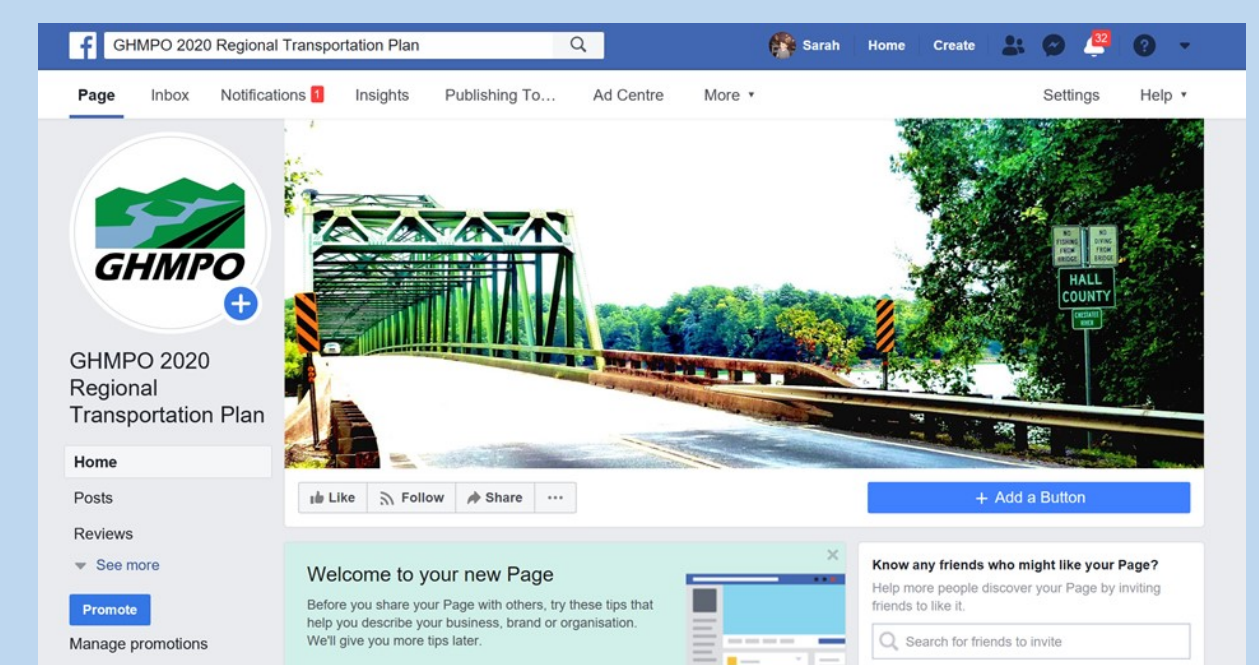 GHMPO 2020 Regional Transportation Plan
Sarah
Home
Create
32
Page
Inbox
Notifications 1
Insights
Publishing To…
Ad Centre
More
Settings
Help
GHMPO
NO FISHING FROM BRIDGE
NO DIVING FROM BRIDGE
HALL
COUNTY
CHESTATEE
RIVER
GHMPO 2020
Regional
Transportation Plan
Home
Posts
Reviews
See more
Promote
Manage promotions
Like
Follow
Share
+ Add a Button
Welcome to your new Page
Before you share your Page with others, try these tips that
help you describe your business, brand or organisation.
We'll give you more tips later.
Know any friends who might like your Page?
Help more people discover your Page by inviting
friends to like it.
Search for friends to invite